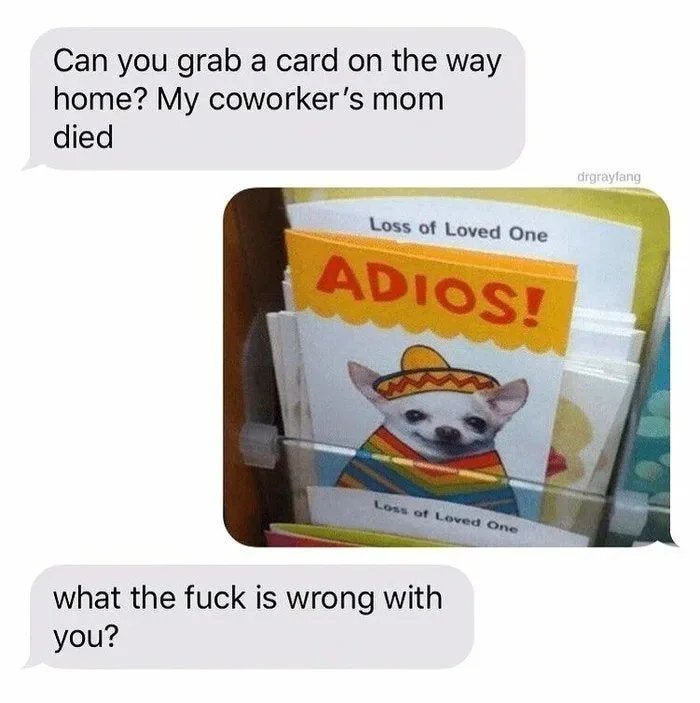 Can you grab a card on the way
home? My coworker's mom
died
drgrayfang
Loss of Loved One
ADIOS!
Loss of Loved One
what the fuck is wrong with
you?